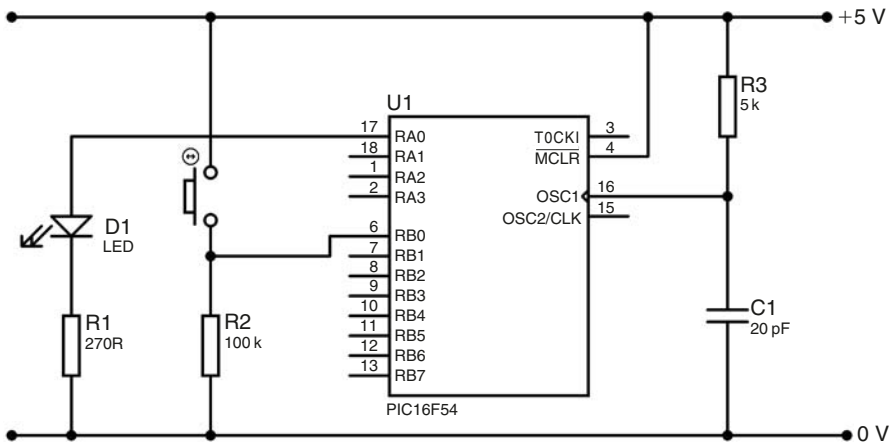 +5 V
R3
5 k
U1
17
RA0
T0CKI
3
18
RA1
MCLR
4
1
RA2
2
RA3
OSC1
16
OSC2/CLK
15
D1
LED
6
RB0
7
RB1
8
RB2
9
RB3
10
RB4
11
RB5
12
RB6
13
RB7
R1
270R
R2
100 k
C1
20 pF
PIC16F54
0 V